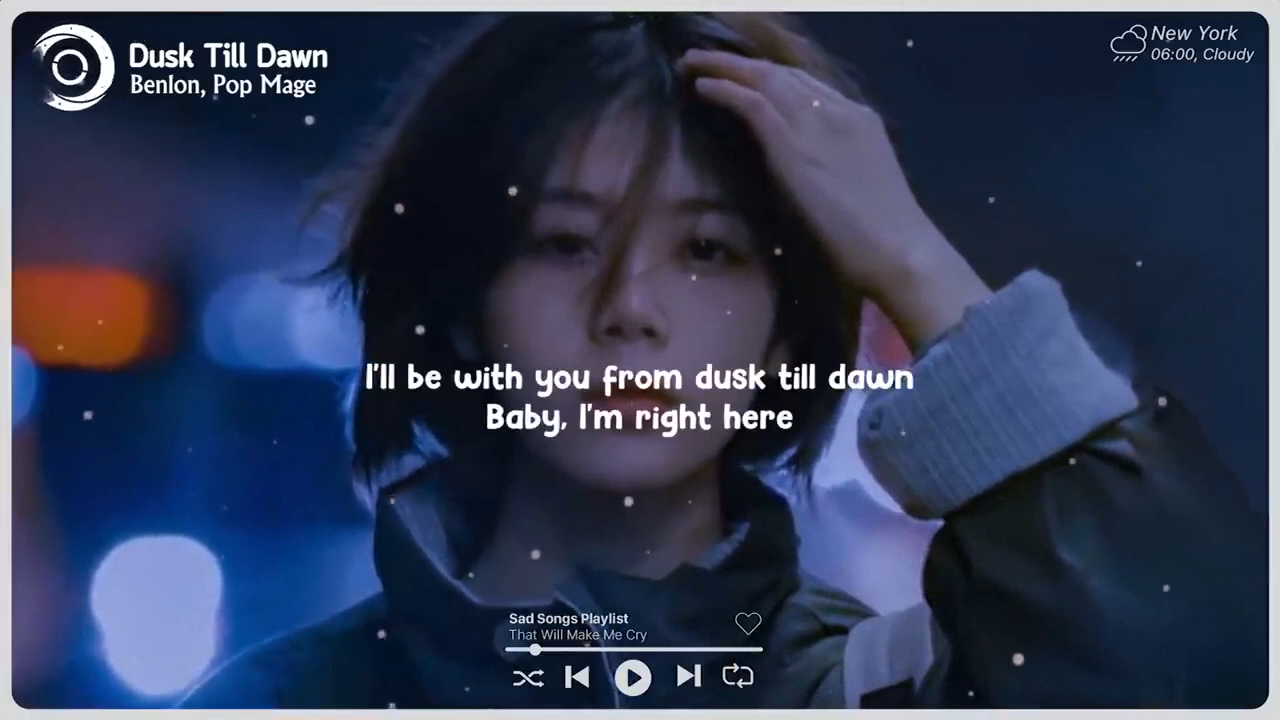 Dusk Till Dawn
Benlon, Pop Mage
New York
06:00, Cloudy
I'll be with you from dusk till dawn
Baby, I'm right here
Sad Songs Playlist
That Will Make Me Cry